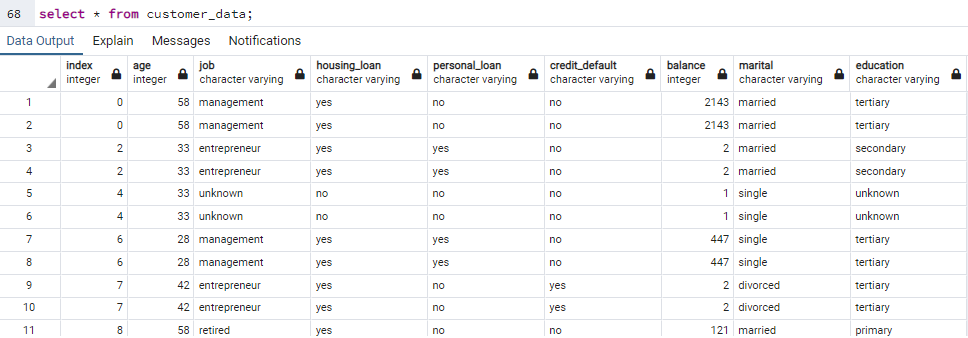 68 select * from customer_data;
Data Output Explain Messages Notifications
index age job housing_loan personal_loan credit_default balance marital education
integer integer character varying character varying character varying character varying integer character varying character varying
1 0 58 management yes no no 2143 married tertiary
2 0 58 management yes no no 2143 married tertiary
3 2 33 entrepreneur yes yes no 2 married secondary
4 2 33 entrepreneur yes yes no 2 married secondary
5 4 33 unknown no no no 1 single unknown
6 4 33 unknown no no no 1 single unknown
7 6 28 management yes yes no 447 single tertiary
8 6 28 management yes yes no 447 single tertiary
9 7 42 entrepreneur yes no yes 2 divorced tertiary
10 7 42 entrepreneur yes no yes 2 divorced tertiary
11 8 58 retired yes no no 121 married primary